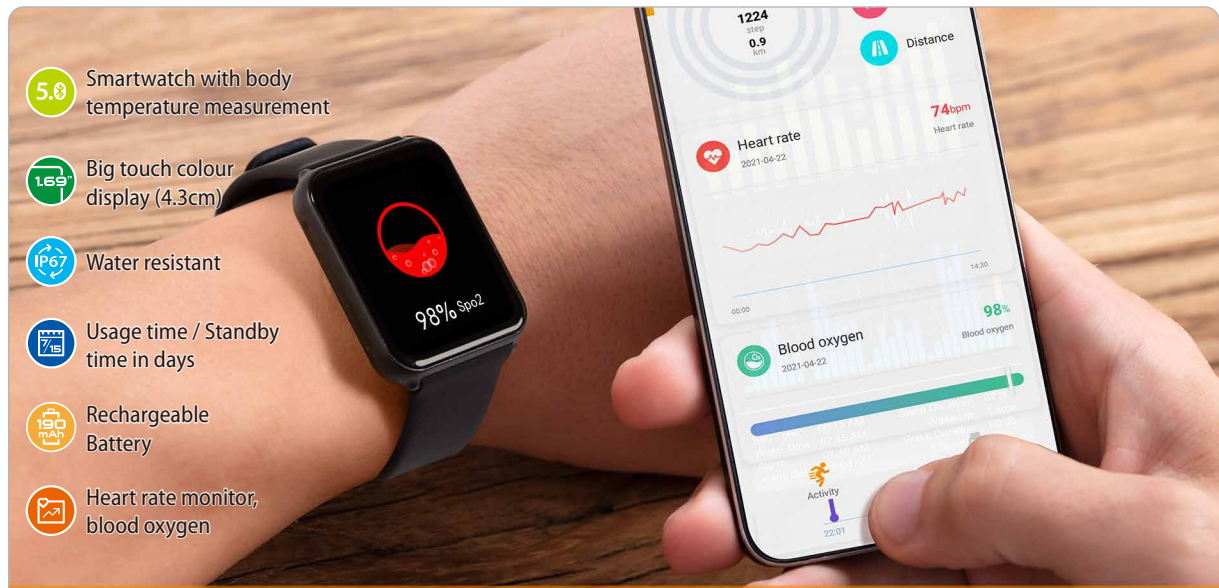 5.0
Smartwatch with body
temperature measurement
1.69"
Big touch colour
display (4.3cm)
IP67
Water resistant
7/15
Usage time / Standby
time in days
190
mAh
Rechargeable
Battery
Heart rate monitor,
blood oxygen
98% Spo2
1224
step
0.9
km
Distance
Heart rate
2021-04-22
74bpm
Heart rate
00:00
14:30
Blood oxygen
2021-04-22
98%
Blood oxygen
07:45 AM
Activity
22:01